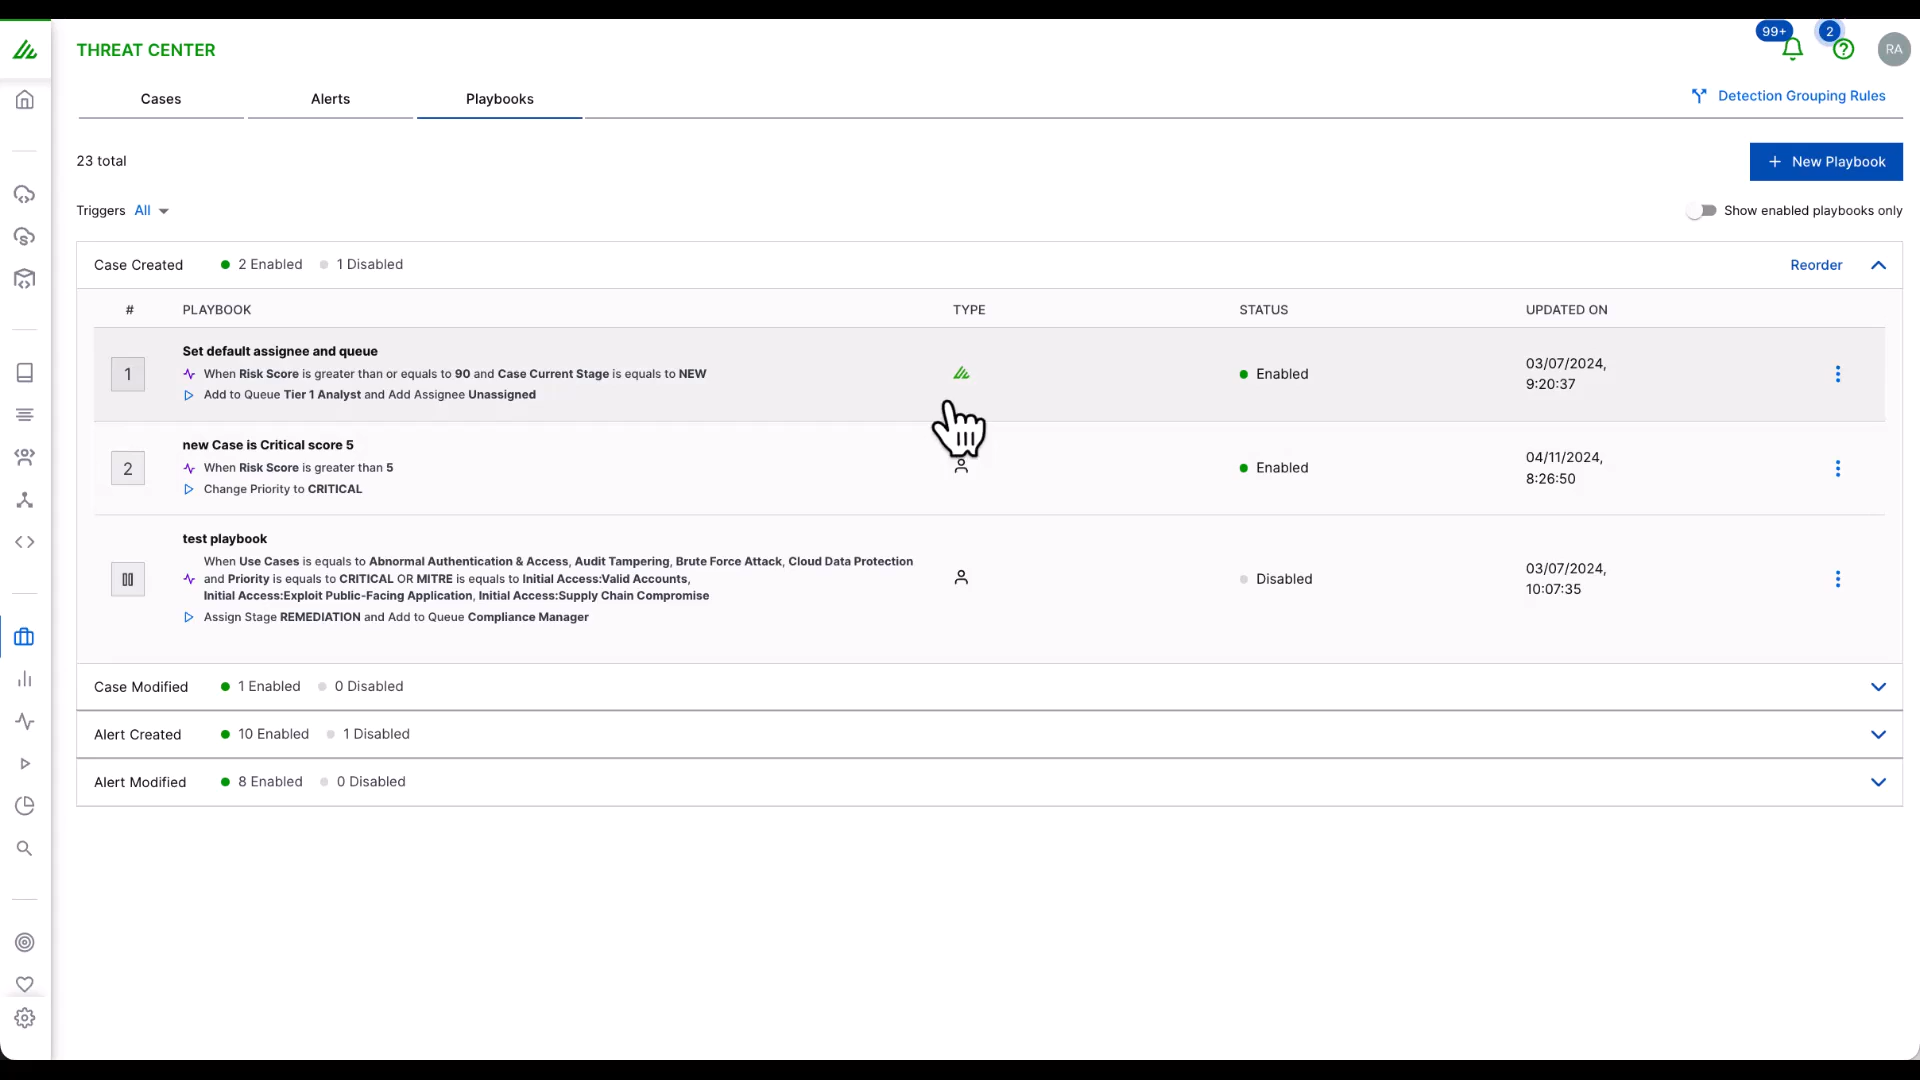 THREAT CENTER
99+
2
RA
Cases
Alerts
Playbooks
Detection Grouping Rules
23 total
+ New Playbook
Triggers All
Show enabled playbooks only
Case Created 2 Enabled 1 Disabled
Reorder
# PLAYBOOK TYPE STATUS UPDATED ON
1
Set default assignee and queue
When Risk Score is greater than or equals to 90 and Case Current Stage is equals to NEW
Add to Queue Tier 1 Analyst and Add Assignee Unassigned
Enabled
03/07/2024,
9:20:37
2
new Case is Critical score 5
When Risk Score is greater than 5
Change Priority to CRITICAL
Enabled
04/11/2024,
8:26:50
test playbook
When Use Cases is equals to Abnormal Authentication & Access, Audit Tampering, Brute Force Attack, Cloud Data Protection
and Priority is equals to CRITICAL OR MITRE is equals to Initial Access:Valid Accounts,
Initial Access:Exploit Public-Facing Application, Initial Access:Supply Chain Compromise
Assign Stage REMEDIATION and Add to Queue Compliance Manager
Disabled
03/07/2024,
10:07:35
Case Modified 1 Enabled 0 Disabled
Alert Created 10 Enabled 1 Disabled
Alert Modified 8 Enabled 0 Disabled